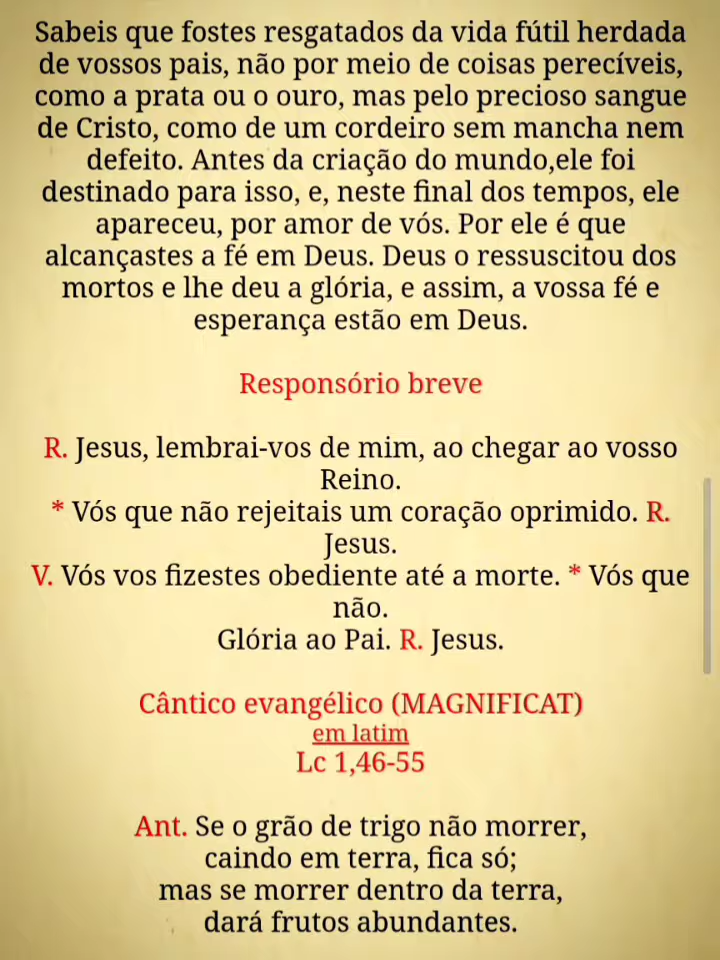 Sabeis que fostes resgatados da vida fútil herdada
de vossos pais, não por meio de coisas perecíveis,
como a prata ou o ouro, mas pelo precioso sangue
de Cristo, como de um cordeiro sem mancha nem
defeito. Antes da criação do mundo,ele foi
destinado para isso, e, neste final dos tempos, ele
apareceu, por amor de vós. Por ele é que
alcançastes a fé em Deus. Deus o ressuscitou dos
mortos e lhe deu a glória, e assim, a vossa fé e
esperança estão em Deus.
Responsório breve
R. Jesus, lembrai-vos de mim, ao chegar ao vosso
Reino.
* Vós que não rejeitais um coração oprimido. R.
Jesus.
V. Vós vos fizestes obediente até a morte. * Vós que
não.
Glória ao Pai. R. Jesus.
Cântico evangélico (MAGNIFICAT)
em latim
Lc 1,46-55
Ant. Se o grão de trigo não morrer,
caindo em terra, fica só;
mas se morrer dentro da terra,
dará frutos abundantes.